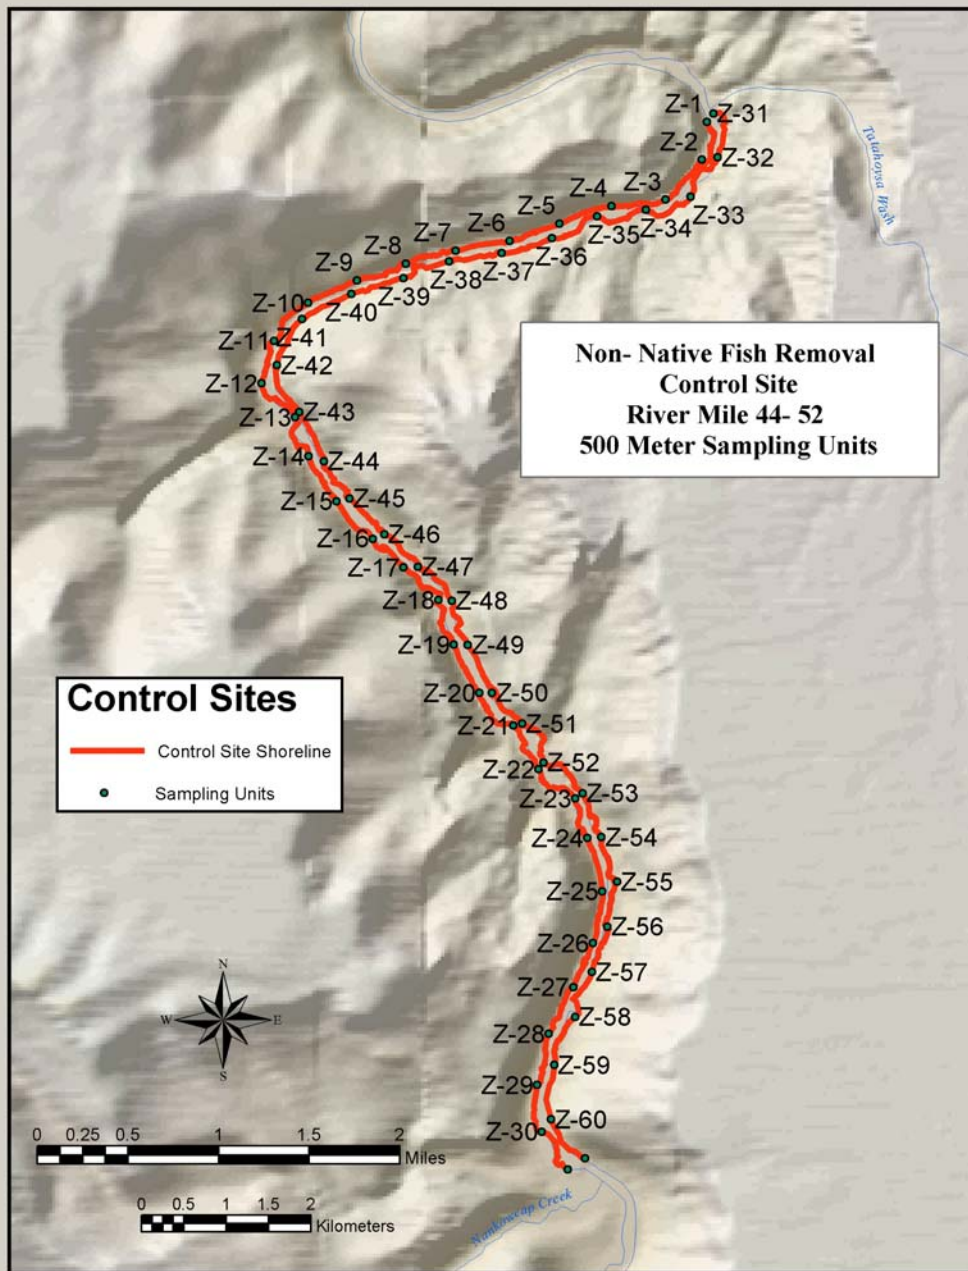 Z-1
Z-31
Z-2
Z-32
Tatahoysa Wash
Z-3
Z-4
Z-33
Z-5
Z-34
Z-6
Z-35
Z-7
Z-36
Z-8
Z-37
Z-9
Z-38
Z-39
Z-10
Z-40
Z-11
Z-41
Z-42
Z-12
Z-13
Z-43
Z-14
Z-44
Z-15
Z-45
Z-16
Z-46
Z-17
Z-47
Z-18
Z-48
Z-19
Z-49
Z-20
Z-50
Z-21
Z-51
Z-22
Z-52
Z-23
Z-53
Z-24
Z-54
Z-25
Z-55
Z-26
Z-56
Z-27
Z-57
Z-28
Z-58
Z-29
Z-59
Z-30
Z-60
Nankoweap Creek
Non- Native Fish Removal
Control Site
River Mile 44- 52
500 Meter Sampling Units
Control Sites
Control Site Shoreline
Sampling Units
N
W E
S
0 0.25 0.5 1 1.5 2
Miles
0 0.5 1 1.5 2
Kilometers